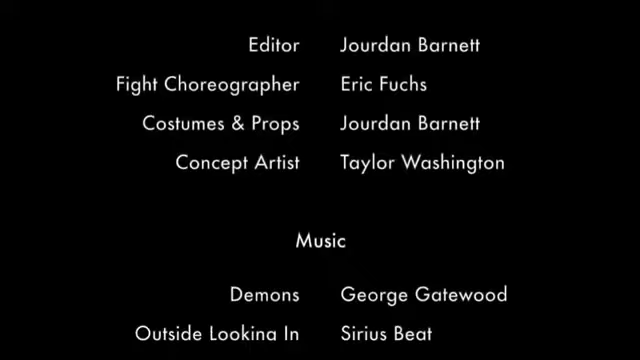 Editor Jourdan Barnett
Fight Choreographer Eric Fuchs
Costumes & Props Jourdan Barnett
Concept Artist Taylor Washington
Music
Demons George Gatewood
Outside Looking In Sirius Beat